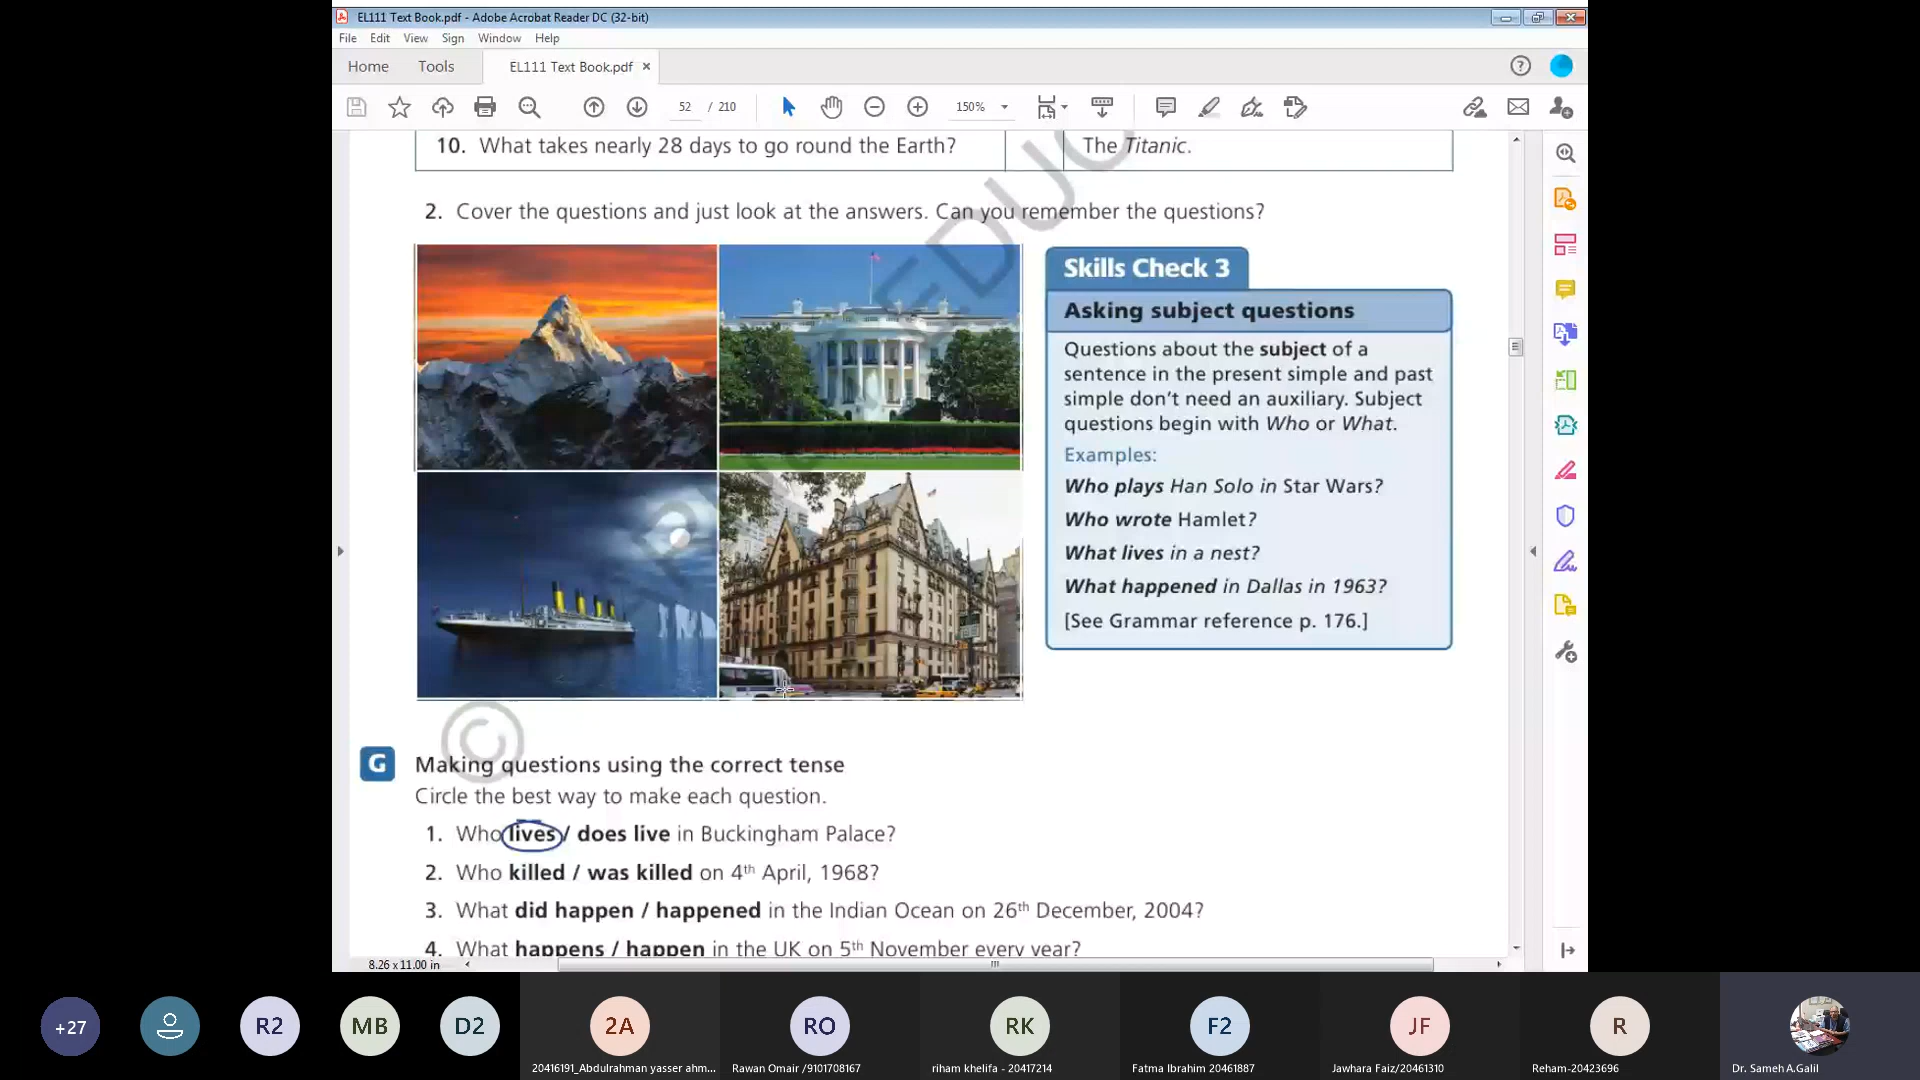 EL111 Text Book.pdf - Adobe Acrobat Reader DC (32-bit)
File Edit View Sign Window Help
Home Tools EL111 Text Book.pdf ×
52 / 210 150%
10. What takes nearly 28 days to go round the Earth? The Titanic.
2. Cover the questions and just look at the answers. Can you remember the questions?
Skills Check 3
Asking subject questions
Questions about the subject of a
sentence in the present simple and past
simple don’t need an auxiliary. Subject
questions begin with Who or What.
Examples:
Who plays Han Solo in Star Wars?
Who wrote Hamlet?
What lives in a nest?
What happened in Dallas in 1963?
[See Grammar reference p. 176.]
©
G Making questions using the correct tense
Circle the best way to make each question.
1. Who lives / does live in Buckingham Palace?
2. Who killed / was killed on 4th April, 1968?
3. What did happen / happened in the Indian Ocean on 26th December, 2004?
4. What happens / happen in the UK on 5th November every year?
8.26 x 11.00 in
+27 R2 MB D2 2A RO RK F2 JF R
20416191_Abdulrahman yasser ahm... Rawan Omair /9101708167 riham khelifa - 20417214 Fatma Ibrahim 20461887 Jawhara Faiz/20461310 Reham-20423696 Dr. Sameh A.Galil